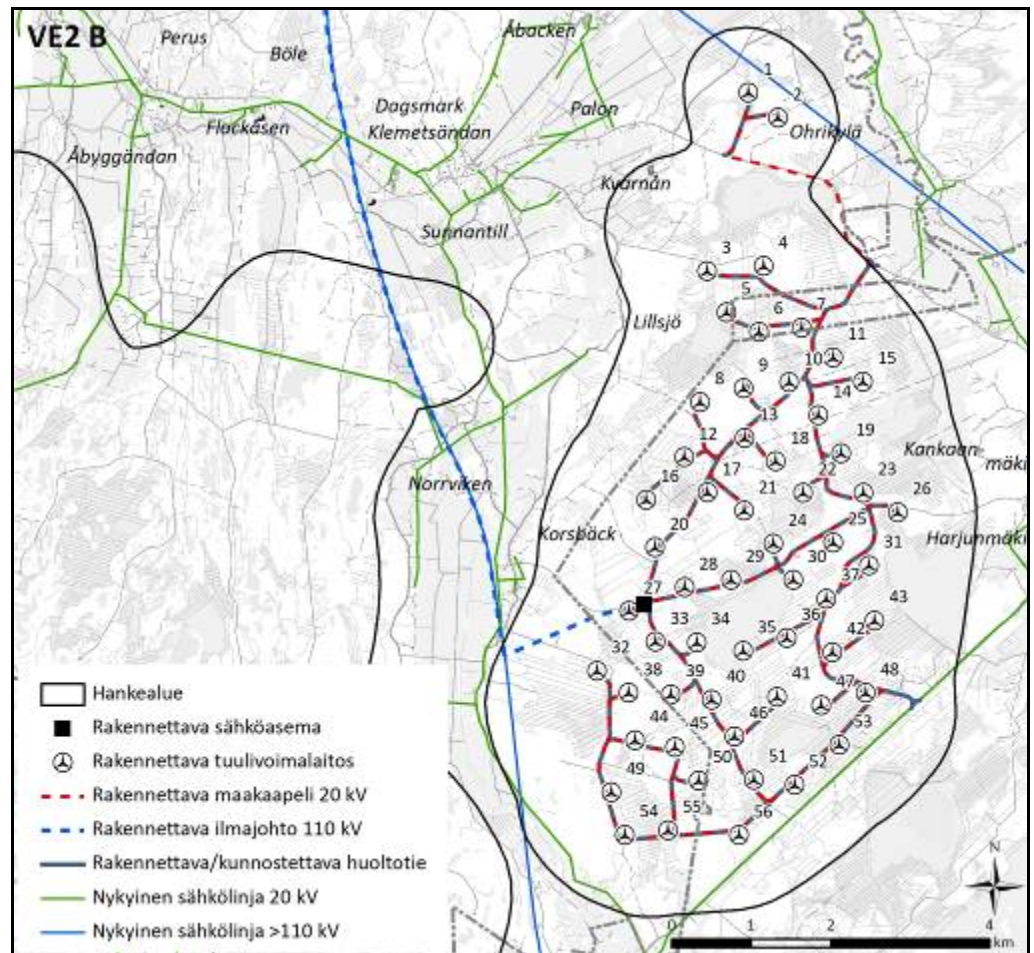 VE2 B
Perus
Böle
Åbacken
Dagsmark
Klemetsändan
Palon
Flackåsen
Åbyggöndan
Ohrikylä
Kvarnån
Sunnantill
Lillsjö
Norrviken
Korsbäck
Kankaanmäki
Harjunmäki
1
2
3
4
5
6
7
8
9
10
11
12
13
14
15
16
17
18
19
20
21
22
23
24
25
26
27
28
29
30
31
32
33
34
35
36
37
38
39
40
41
42
43
44
45
46
47
48
49
50
51
52
53
54
55
56
Hankealue
Rakennettava sähköasema
Rakennettava tuulivoimalaitos
Rakennettava maakaapeli 20 kV
Rakennettava ilmajohto 110 kV
Rakennettava/kunnostettava huoltotie
Nykyinen sähkölinja 20 kV
Nykyinen sähkölinja >110 kV
N
0 1 2 4
km